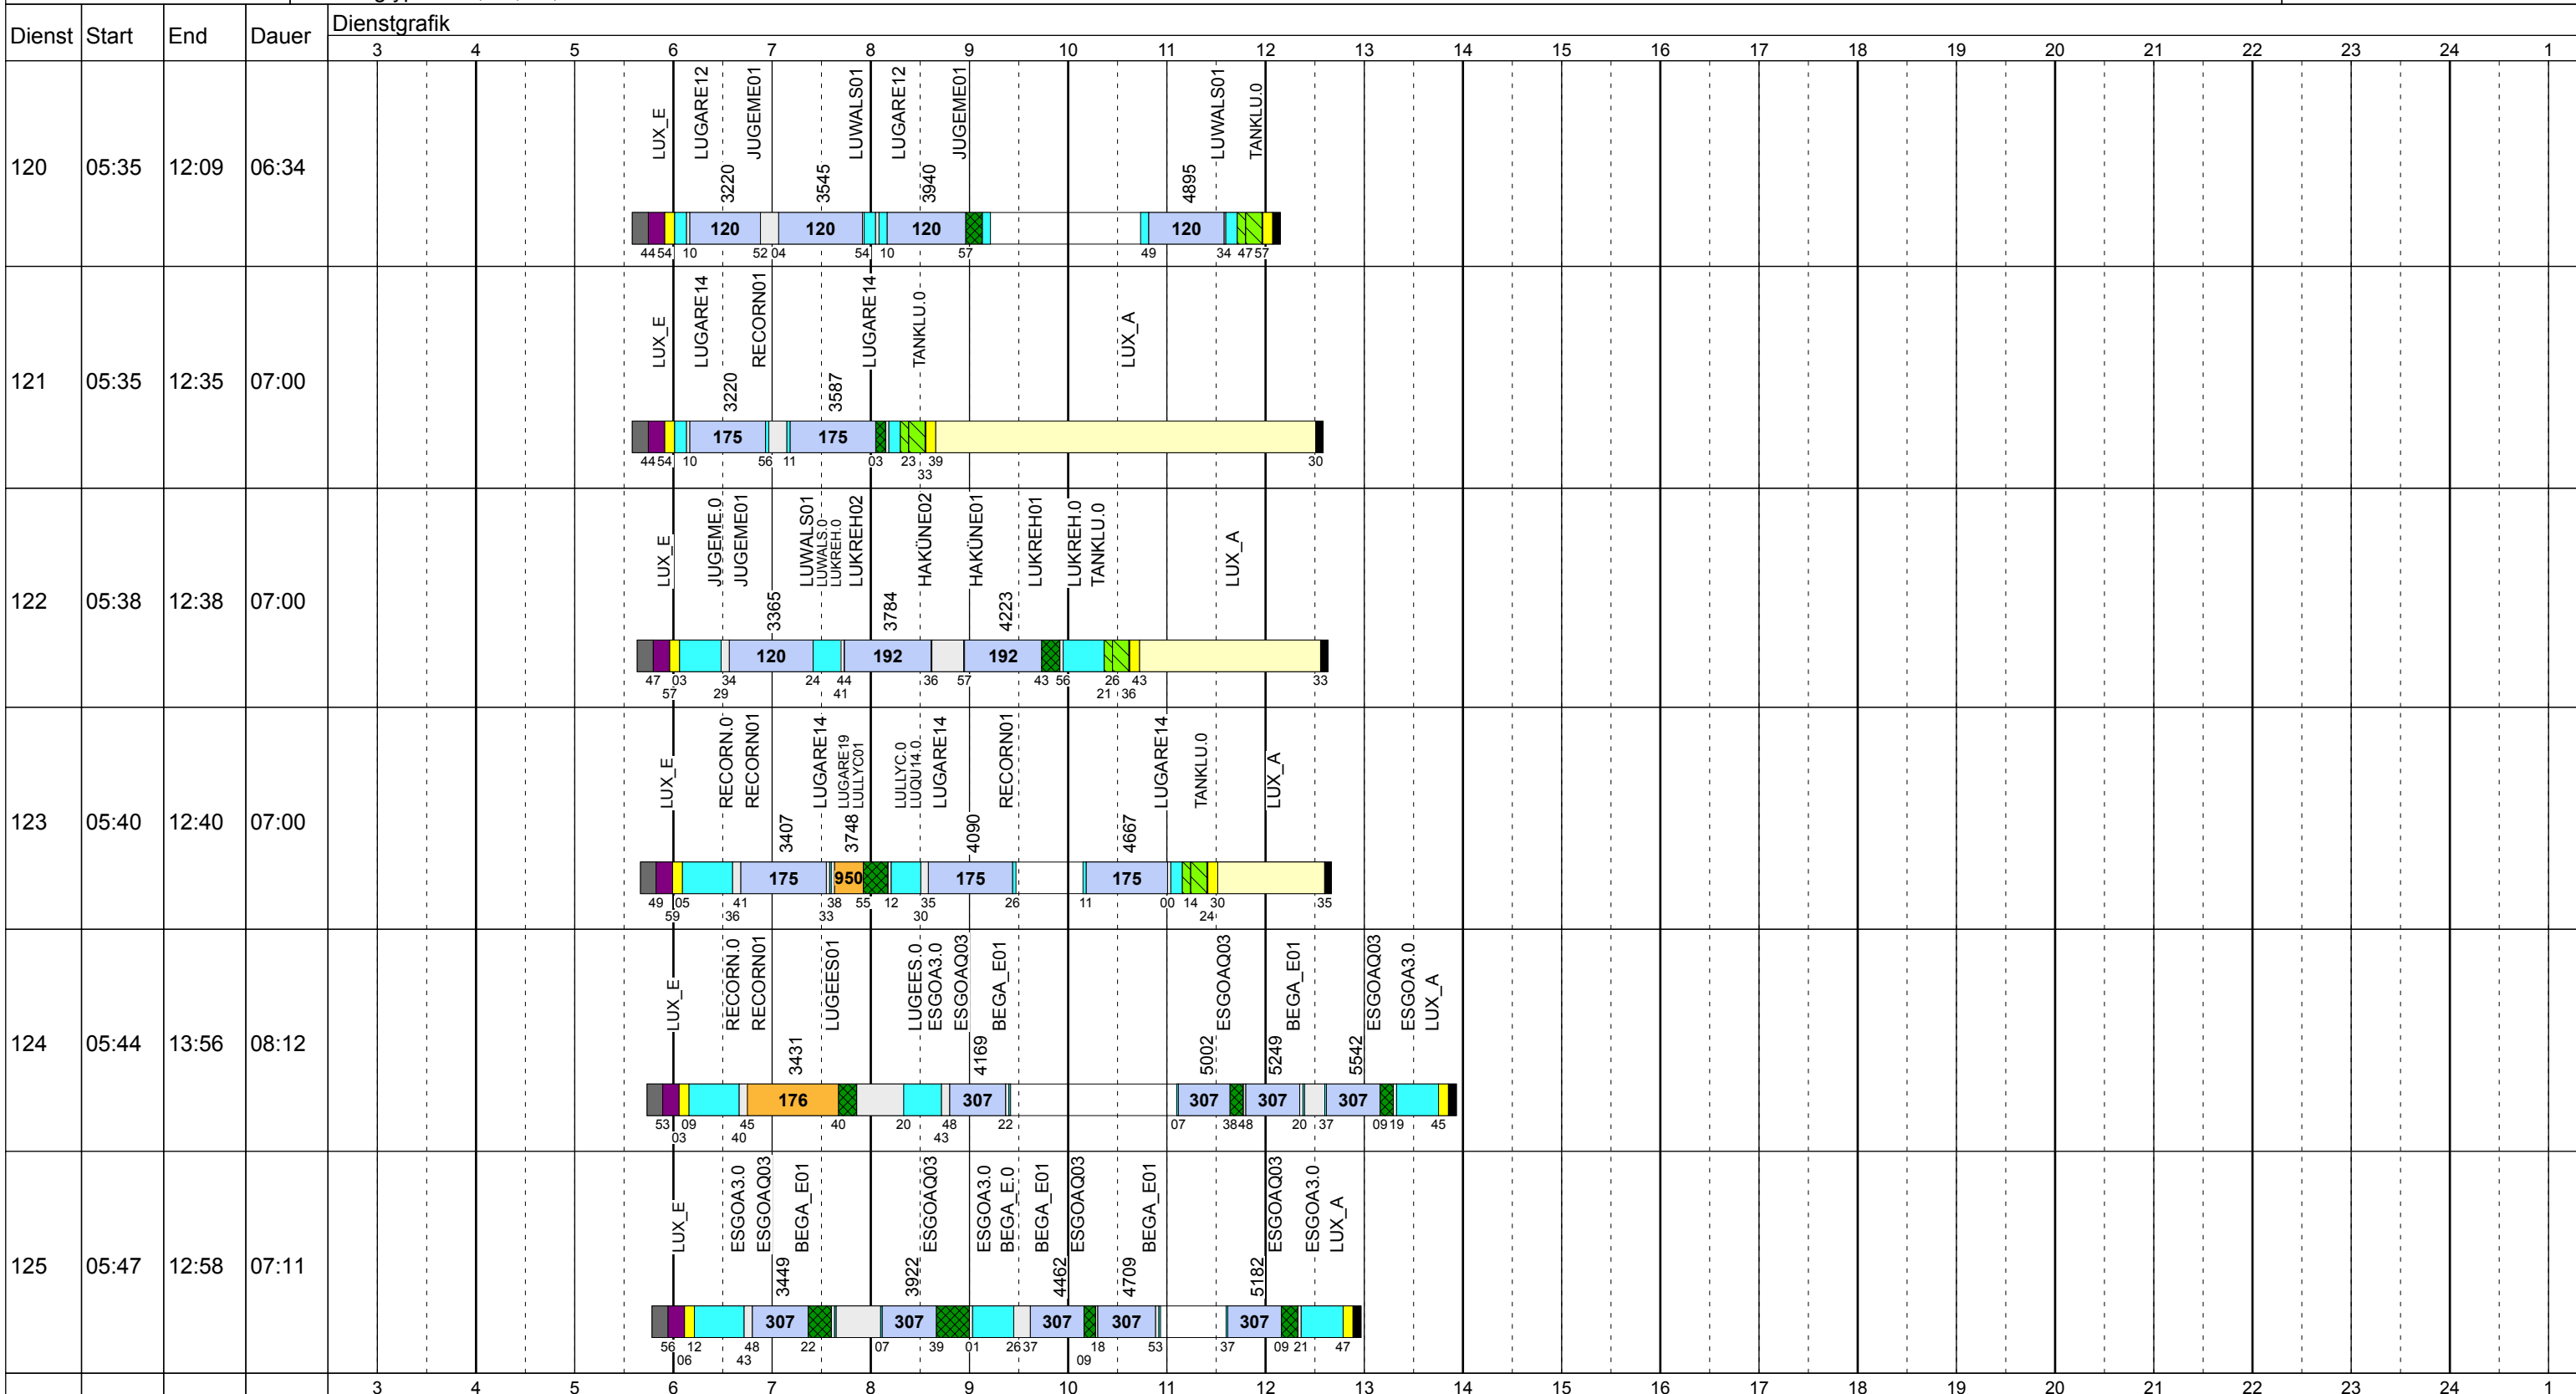 Dienst Start End Dauer Dienstgrafik
3 4 5 6 7 8 9 10 11 12 13 14 15 16 17 18 19 20 21 22 23 24 1
LUX_E LUGARE12 JUGEME01 LUWALS01 LUGARE12 JUGEME01 LUWALS01 TANKLU.0
120 05:35 12:09 06:34
3220 3545 3940 4895
120 120 120 120
44 54 10 52 04 54 10 57 49 34 47 57
LUX_E LUGARE14 RECORN01 LUGARE14 TANKLU.0 LUX_A
121 05:35 12:35 07:00
3220 3587
175 175
44 54 10 56 11 03 23 39 30
33
LUX_E JUGEME.0 JUGEME01 LUWALS01 LUWALS.0 LUKREH.0 LUKREH02 HAKÜNE02 HAKÜNE01 LUKREH01 LUKREH.0 TANKLU.0 LUX_A
122 05:38 12:38 07:00
3365 3784 4223
120 192 192
47 03 34 24 44 36 57 43 56 26 43 33
57 29 41 21 36
LUX_E RECORN.0 RECORN01 LUGARE14 LUGARE19 LULLYC01 LULLYC.0 LUQU14.0 LUGARE14 RECORN01 LUGARE14 TANKLU.0 LUX_A
123 05:40 12:40 07:00
3407 3748 4090 4667
175 950 175 175
49 05 41 38 55 12 35 26 11 00 14 30 35
59 36 33 30 24
LUX_E RECORN.0 RECORN01 LUGEES01 LUGEES.0 ESGOA3.0 ESGOAQ03 BEGA_E01 ESGOAQ03 BEGA_E01 ESGOAQ03 ESGOA3.0 LUX_A
124 05:44 13:56 08:12
3431 4169 5002 5249 5542
176 307 307 307 307
53 09 45 40 20 48 22 07 38 48 20 37 09 19 45
03 40 43
LUX_E ESGOA3.0 ESGOAQ03 BEGA_E01 ESGOAQ03 ESGOA3.0 BEGA_E.0 BEGA_E01 ESGOAQ03 BEGA_E01 ESGOAQ03 ESGOA3.0 LUX_A
125 05:47 12:58 07:11
3449 3922 4462 4709 5182
307 307 307 307 307
56 12 48 22 07 39 01 26 37 18 53 37 09 21 47
06 43 09
3 4 5 6 7 8 9 10 11 12 13 14 15 16 17 18 19 20 21 22 23 24 1